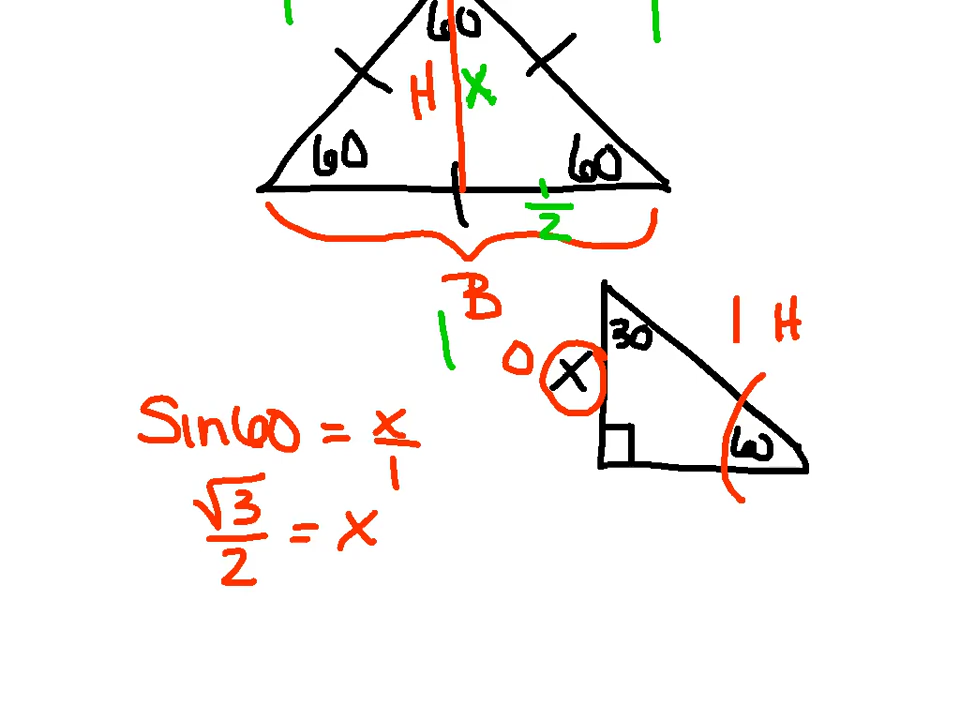 60
H x
60 60
1/2
B
1
30 1 H
O x
60
Sin60 = x/1
√3/2 = x